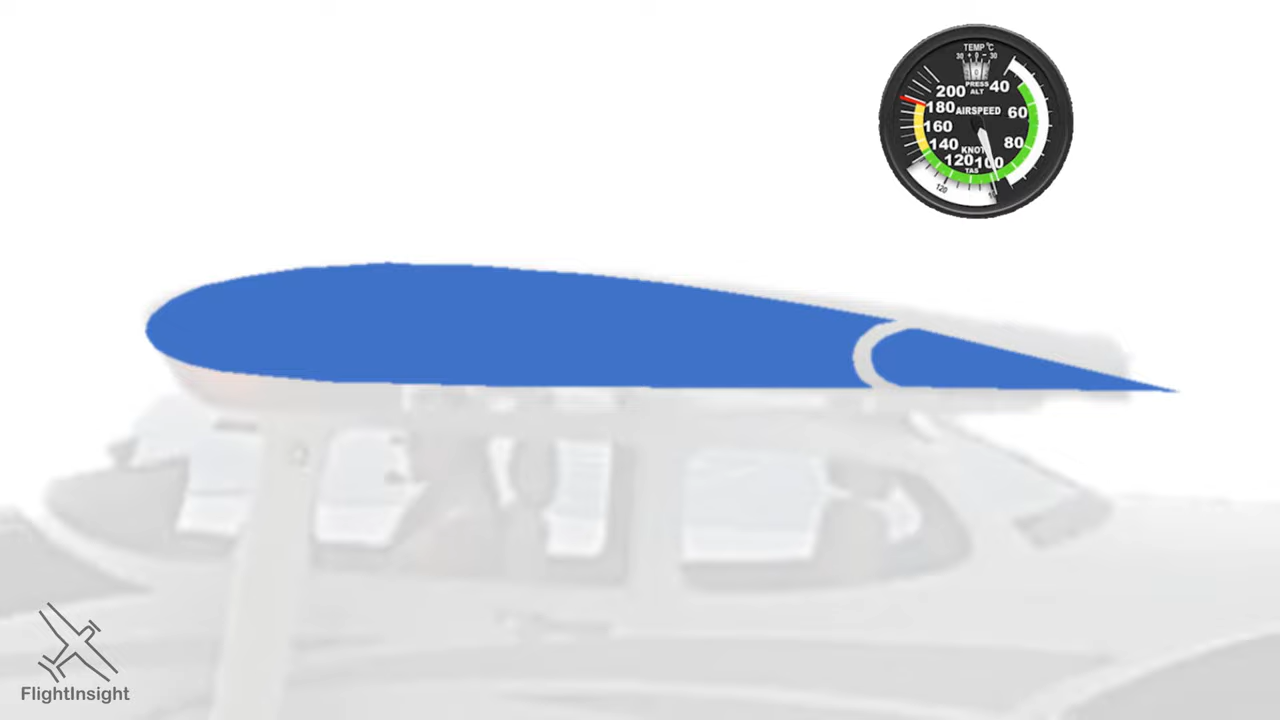 TEMP °C
30 + 0 - 30
PRESS
ALT
200 40
180 AIRSPEED 60
160
140 KNOTS 80
120 100
TAS
120
FlightInsight